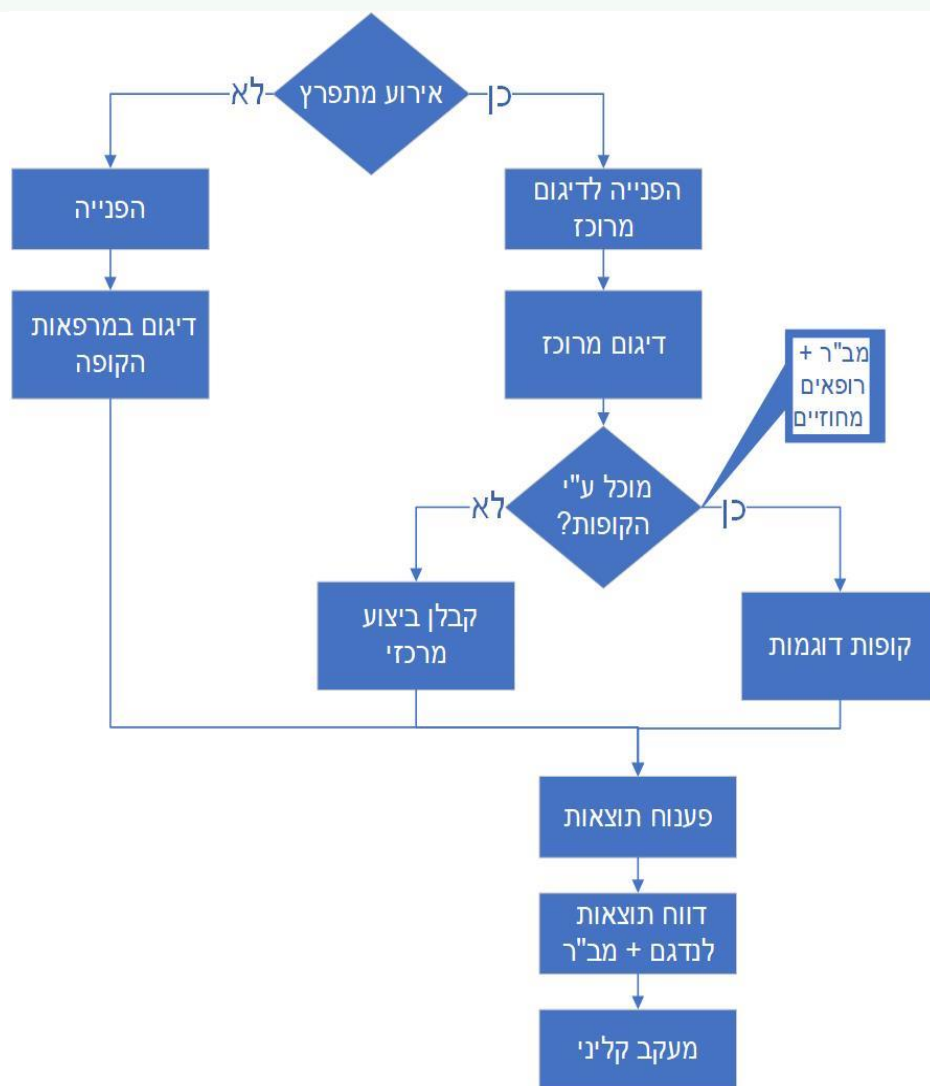 אירוע מתפרץ
כן
לא
הפנייה לדיגום
מרוכז
הפנייה
דיגום מרוכז
דיגום במרפאות
הקופה
מב"ר +
רופאים
מחוזיים
מוכל ע"י
הקופות?
כן
לא
קופות דוגמות
קבלן ביצוע
מרכזי
פענוח תוצאות
דווח תוצאות
לנדגם + מב"ר
מעקב קליני